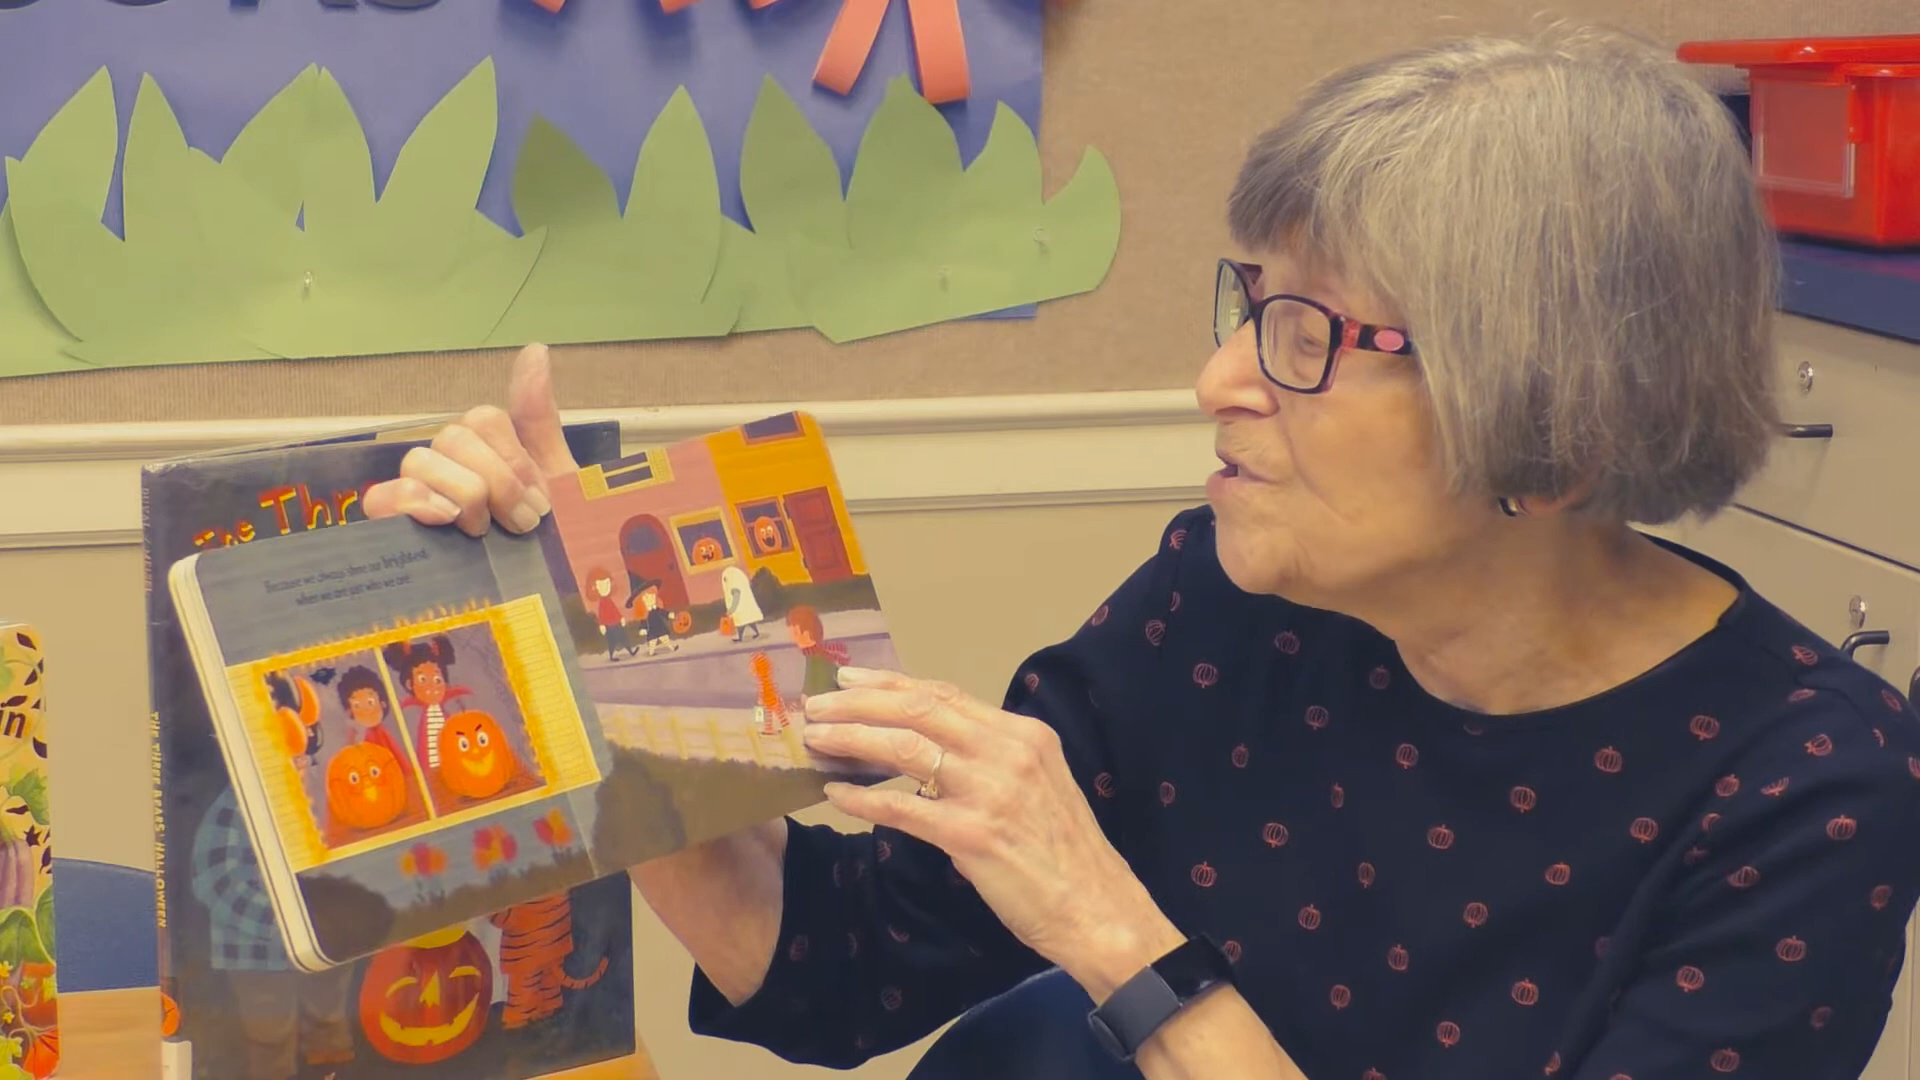 The Thr
Because we always shine our brightest
when we are just who we are.
THE THREE BEARS' HALLOWEEN
in